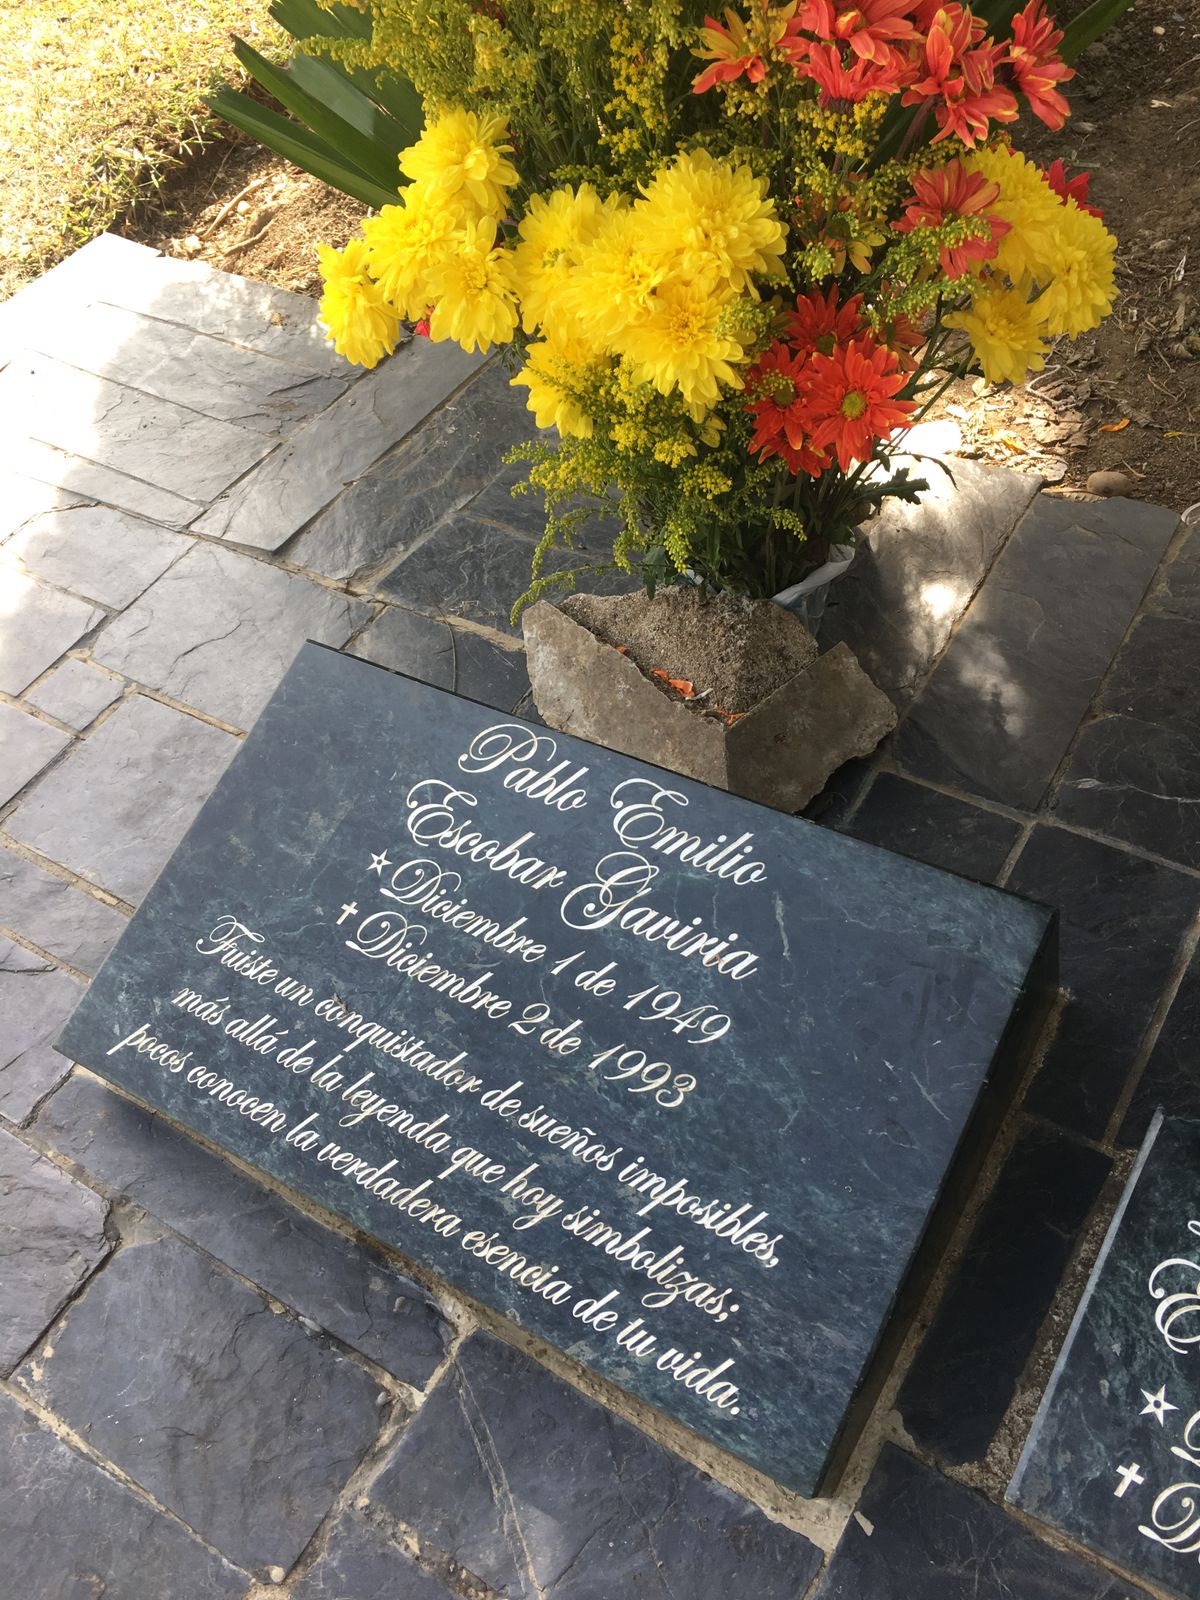 Pablo Emilio
Escobar Gaviria
☆ Diciembre 1 de 1949
✝ Diciembre 2 de 1993
Fuiste un conquistador de sueños imposibles,
más allá de la leyenda que hoy simbolizas;
pocos conocen la verdadera esencia de tu vida.